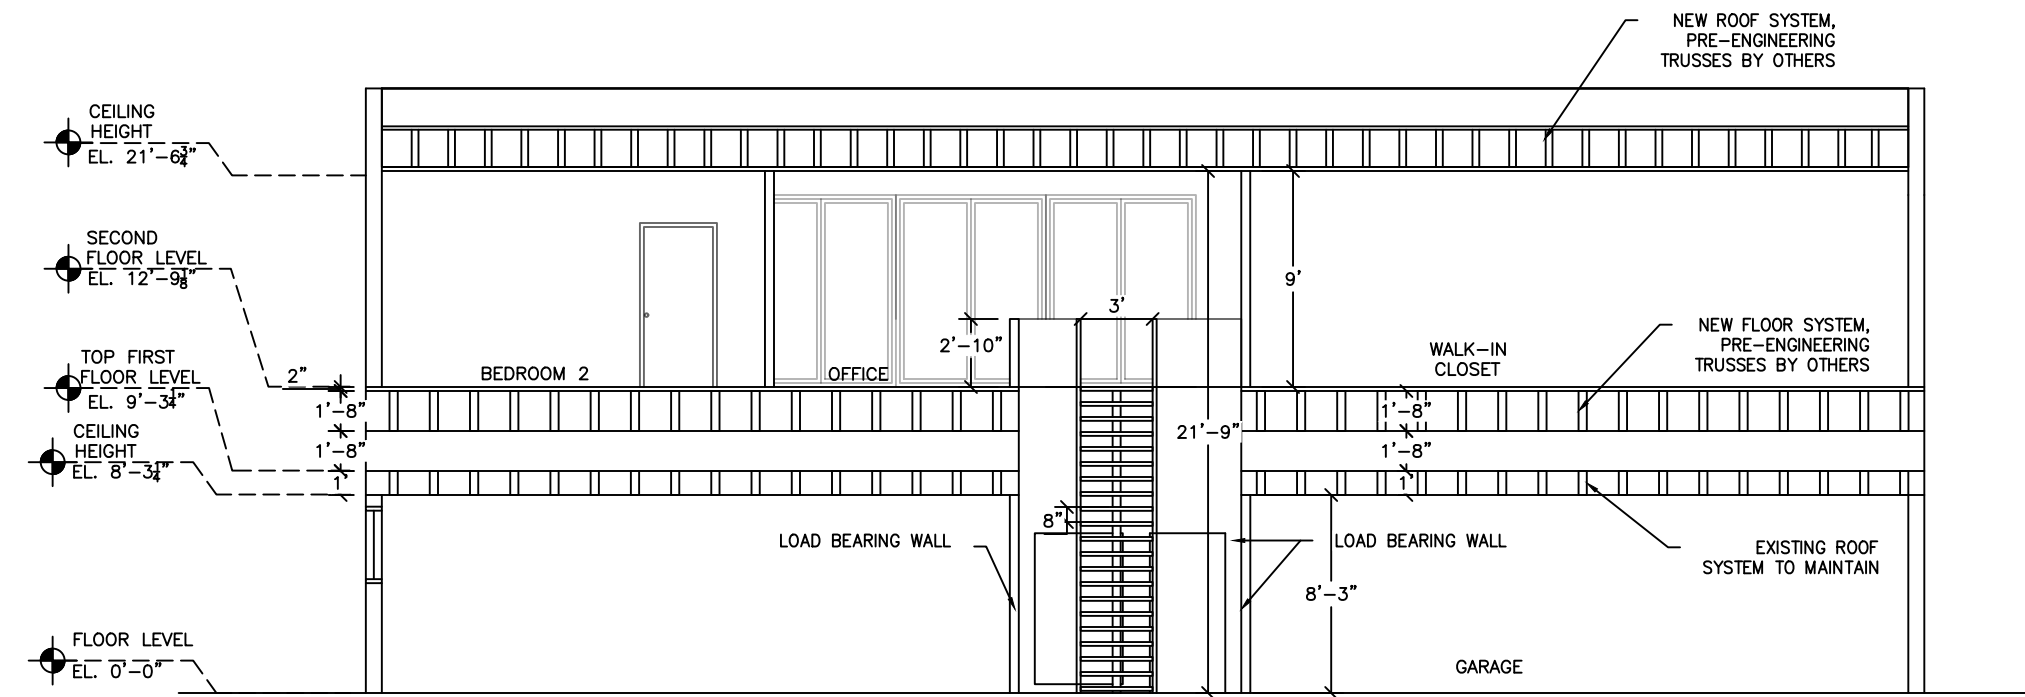 NEW ROOF SYSTEM,
PRE-ENGINEERING
TRUSSES BY OTHERS
CEILING
HEIGHT
EL. 21'-6¾"
SECOND
FLOOR LEVEL
EL. 12'-9⅛"
TOP FIRST
FLOOR LEVEL
EL. 9'-3¼"
CEILING
HEIGHT
EL. 8'-3¼"
FLOOR LEVEL
EL. 0'-0"
2"
1'-8"
1'-8"
1'
BEDROOM 2
OFFICE
2'-10"
3'
9'
21'-9"
WALK-IN
CLOSET
NEW FLOOR SYSTEM,
PRE-ENGINEERING
TRUSSES BY OTHERS
1'-8"
1'-8"
1'
8"
LOAD BEARING WALL
LOAD BEARING WALL
8'-3"
EXISTING ROOF
SYSTEM TO MAINTAIN
GARAGE